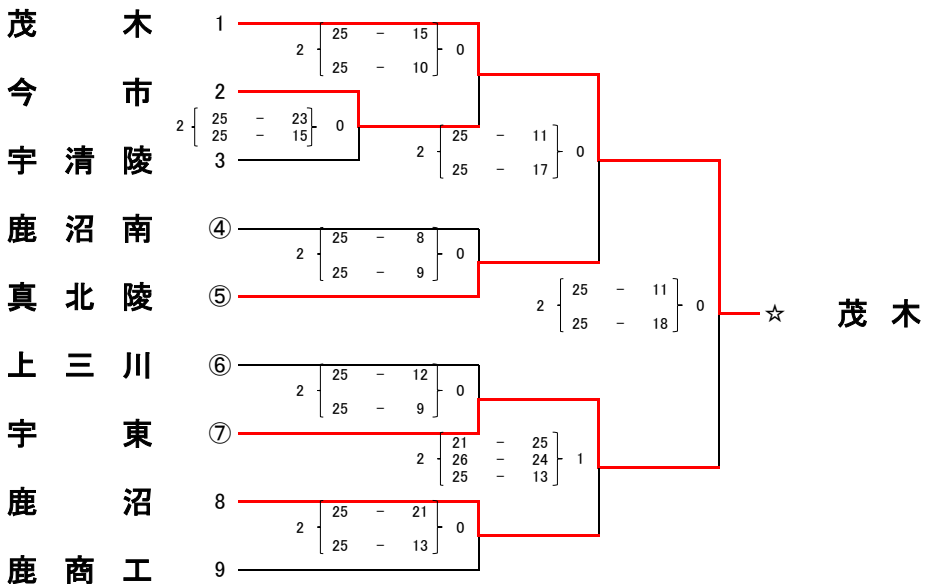 茂木 1
2 25 － 15 0
25 － 10
今市 2
2 25 － 23 0
25 － 15
宇清陵 3
2 25 － 11 0
25 － 17
鹿沼南 ④
2 25 － 8 0
25 － 9
真北陵 ⑤
2 25 － 11 0
25 － 18
☆ 茂木
上三川 ⑥
2 25 － 12 0
25 － 9
宇東 ⑦
21 － 25
2 26 － 24 1
25 － 13
鹿沼 8
2 25 － 21 0
25 － 13
鹿商工 9